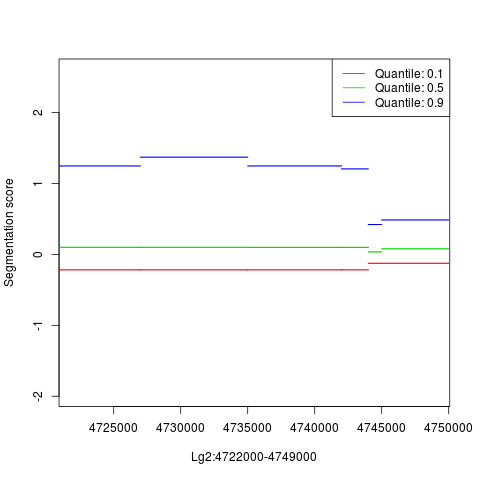 Quantile: 0.1
Quantile: 0.5
Quantile: 0.9
Segmentation score
2
1
0
-1
-2
4725000 4730000 4735000 4740000 4745000 4750000
Lg2:4722000-4749000